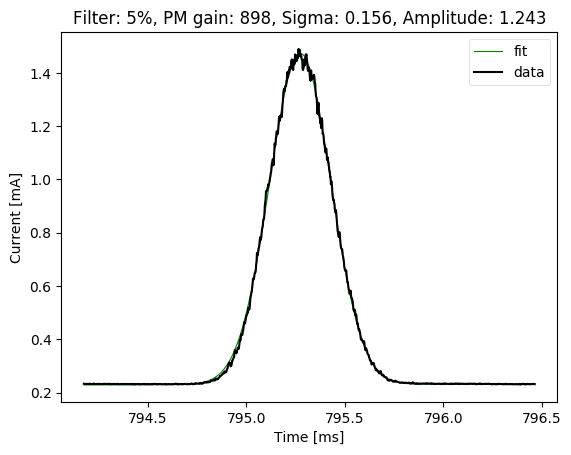 Filter: 5%, PM gain: 898, Sigma: 0.156, Amplitude: 1.243
fit
data
1.4
1.2
1.0
0.8
0.6
0.4
0.2
Current [mA]
794.5 795.0 795.5 796.0 796.5
Time [ms]